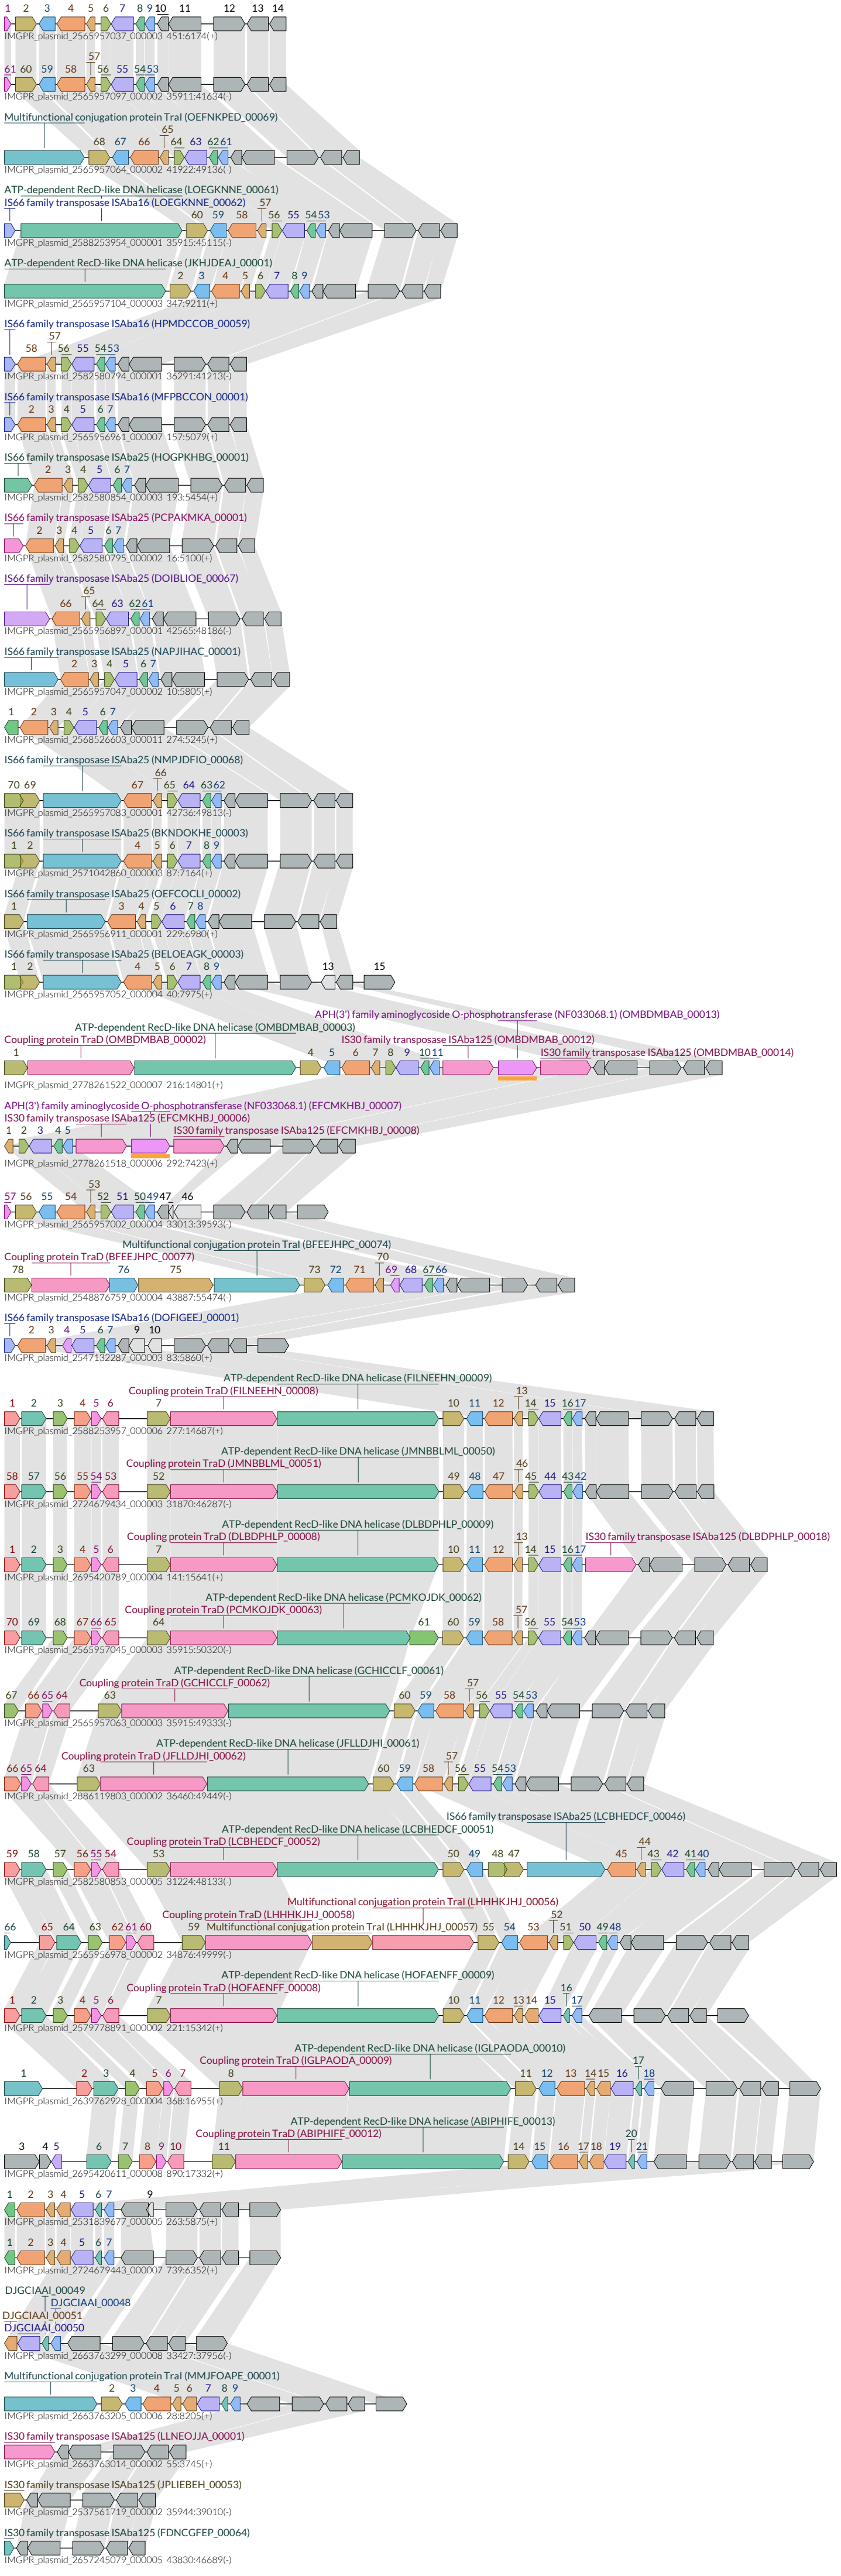 1 2 3 4 5 6 7 8 9 10 11 12 13 14
IMGPR_plasmid_2565957037_000003 451:6174(+)
57
61 60 59 58 56 55 54 53
IMGPR_plasmid_2565957097_000002 35911:41634(-)
Multifunctional conjugation protein TraI (OEFNKPED_00069)
65
68 67 66 64 63 62 61
IMGPR_plasmid_2565957064_000002 41922:49136(-)
ATP-dependent RecD-like DNA helicase (LOEGKNNE_00061)
IS66 family transposase ISAba16 (LOEGKNNE_00062) 57
60 59 58 56 55 54 53
IMGPR_plasmid_2588253954_000001 35915:45115(-)
ATP-dependent RecD-like DNA helicase (JKHJDEAJ_00001)
2 3 4 5 6 7 8 9
IMGPR_plasmid_2565957104_000003 347:9211(+)
IS66 family transposase ISAba16 (HPMDCCOB_00059)
57
58 56 55 54 53
IMGPR_plasmid_2582580794_000001 36291:41213(-)
IS66 family transposase ISAba16 (MFPBCCON_00001)
2 3 4 5 6 7
IMGPR_plasmid_2565956961_000007 157:5079(+)
IS66 family transposase ISAba25 (HOGPKHBG_00001)
2 3 4 5 6 7
IMGPR_plasmid_2582580854_000003 193:5454(+)
IS66 family transposase ISAba25 (PCPAKMKA_00001)
2 3 4 5 6 7
IMGPR_plasmid_2582580795_000002 16:5100(+)
IS66 family transposase ISAba25 (DOIBLIOE_00067)
65
66 64 63 62 61
IMGPR_plasmid_2565956897_000001 42565:48186(-)
IS66 family transposase ISAba25 (NAPJIHAC_00001)
2 3 4 5 6 7
IMGPR_plasmid_2565957047_000002 10:5805(+)
1 2 3 4 5 6 7
IMGPR_plasmid_2568526603_000011 274:5245(+)
IS66 family transposase ISAba25 (NMPJDFIO_00068)
66
70 69 67 65 64 63 62
IMGPR_plasmid_2565957083_000001 42736:49813(-)
IS66 family transposase ISAba25 (BKNDOKHE_00003)
1 2 4 5 6 7 8 9
IMGPR_plasmid_2571042860_000003 87:7164(+)
IS66 family transposase ISAba25 (OEFCOCLI_00002)
1 3 4 5 6 7 8
IMGPR_plasmid_2565956911_000001 229:6980(+)
IS66 family transposase ISAba25 (BELOEAGK_00003)
1 2 4 5 6 7 8 9 13 15
IMGPR_plasmid_2565957052_000004 40:7975(+)
APH(3') family aminoglycoside O-phosphotransferase (NF033068.1) (OMBDMBAB_00013)
ATP-dependent RecD-like DNA helicase (OMBDMBAB_00003)
Coupling protein TraD (OMBDMBAB_00002) IS30 family transposase ISAba125 (OMBDMBAB_00012)
1 4 5 6 7 8 9 10 11 IS30 family transposase ISAba125 (OMBDMBAB_00014)
IMGPR_plasmid_2778261522_000007 216:14801(+)
APH(3') family aminoglycoside O-phosphotransferase (NF033068.1) (EFCMKHBJ_00007)
IS30 family transposase ISAba125 (EFCMKHBJ_00006)
1 2 3 4 5 IS30 family transposase ISAba125 (EFCMKHBJ_00008)
IMGPR_plasmid_2778261518_000006 292:7423(+)
53
57 56 55 54 52 51 50 49 47 46
IMGPR_plasmid_2565957002_000004 33013:39593(-)
Multifunctional conjugation protein TraI (BFEEJHPC_00074)
Coupling protein TraD (BFEEJHPC_00077) 70
78 76 75 73 72 71 69 68 67 66
IMGPR_plasmid_2548876759_000004 43887:55474(-)
IS66 family transposase ISAba16 (DOFIGEEJ_00001)
2 3 4 5 6 7 9 10
IMGPR_plasmid_2547132287_000003 83:5860(+)
ATP-dependent RecD-like DNA helicase (FILNEEHN_00009)
Coupling protein TraD (FILNEEHN_00008) 13
1 2 3 4 5 6 7 10 11 12 14 15 16 17
IMGPR_plasmid_2588253957_000006 277:14687(+)
ATP-dependent RecD-like DNA helicase (JMNBBLML_00050)
Coupling protein TraD (JMNBBLML_00051) 46
58 57 56 55 54 53 52 49 48 47 45 44 43 42
IMGPR_plasmid_2724679434_000003 31870:46287(-)
ATP-dependent RecD-like DNA helicase (DLBDPHLP_00009)
Coupling protein TraD (DLBDPHLP_00008) 13 IS30 family transposase ISAba125 (DLBDPHLP_00018)
1 2 3 4 5 6 7 10 11 12 14 15 16 17
IMGPR_plasmid_2695420789_000004 141:15641(+)
ATP-dependent RecD-like DNA helicase (PCMKOJDK_00062)
Coupling protein TraD (PCMKOJDK_00063) 57
70 69 68 67 66 65 64 61 60 59 58 56 55 54 53
IMGPR_plasmid_2565957045_000003 35915:50320(-)
ATP-dependent RecD-like DNA helicase (GCHICCLF_00061)
Coupling protein TraD (GCHICCLF_00062) 57
67 66 65 64 63 60 59 58 56 55 54 53
IMGPR_plasmid_2565957063_000003 35915:49333(-)
ATP-dependent RecD-like DNA helicase (JFLLDJHI_00061)
Coupling protein TraD (JFLLDJHI_00062) 57
66 65 64 63 60 59 58 56 55 54 53
IMGPR_plasmid_2886119803_000002 36460:49449(-)
IS66 family transposase ISAba25 (LCBHEDCF_00046)
ATP-dependent RecD-like DNA helicase (LCBHEDCF_00051)
Coupling protein TraD (LCBHEDCF_00052) 44
59 58 57 56 55 54 53 50 49 48 47 45 43 42 41 40
IMGPR_plasmid_2582580853_000005 31224:48133(-)
Multifunctional conjugation protein TraI (LHHHKJHJ_00056)
Coupling protein TraD (LHHHKJHJ_00058) 52
66 65 64 63 62 61 60 59 Multifunctional conjugation protein TraI (LHHHKJHJ_00057) 55 54 53 51 50 49 48
IMGPR_plasmid_2565956978_000002 34876:49999(-)
ATP-dependent RecD-like DNA helicase (HOFAENFF_00009)
Coupling protein TraD (HOFAENFF_00008) 16
1 2 3 4 5 6 7 10 11 12 13 14 15 17
IMGPR_plasmid_2579778891_000002 221:15342(+)
ATP-dependent RecD-like DNA helicase (IGLPAODA_00010)
Coupling protein TraD (IGLPAODA_00009) 17
1 2 3 4 5 6 7 8 11 12 13 14 15 16 18
IMGPR_plasmid_2639762928_000004 368:16955(+)
ATP-dependent RecD-like DNA helicase (ABIPHIFE_00013)
Coupling protein TraD (ABIPHIFE_00012) 20
3 4 5 6 7 8 9 10 11 14 15 16 17 18 19 21
IMGPR_plasmid_2695420611_000008 890:17332(+)
1 2 3 4 5 6 7 9
IMGPR_plasmid_2531839677_000005 263:5875(+)
1 2 3 4 5 6 7
IMGPR_plasmid_2724679443_000007 739:6352(+)
DJGCIAAI_00049
DJGCIAAI_00048
DJGCIAAI_00051
DJGCIAAI_00050
IMGPR_plasmid_2663763299_000008 33427:37956(-)
Multifunctional conjugation protein TraI (MMJFOAPE_00001)
2 3 4 5 6 7 8 9
IMGPR_plasmid_2663763205_000006 28:8205(+)
IS30 family transposase ISAba125 (LLNEOJJA_00001)
IMGPR_plasmid_2663763014_000002 55:3745(+)
IS30 family transposase ISAba125 (JPLIEBEH_00053)
IMGPR_plasmid_2537561719_000002 35944:39010(-)
IS30 family transposase ISAba125 (FDNCGFEP_00064)
IMGPR_plasmid_2657245079_000005 43830:46689(-)